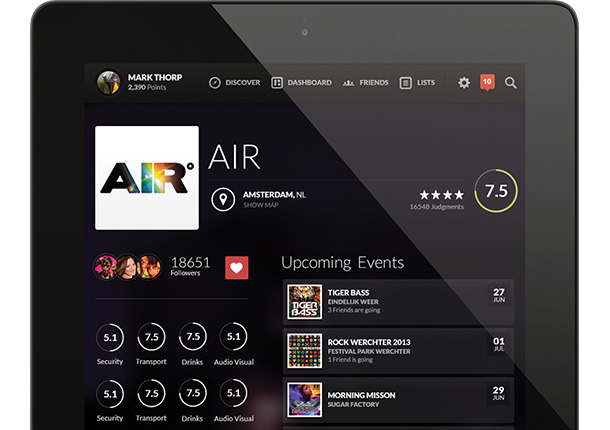 MARK THORP
2,390 Points
DISCOVER
DASHBOARD
FRIENDS
LISTS
10
AIR°
AIR
AMSTERDAM, NL
SHOW MAP
16548 Judgments
7.5
18651
Followers
Upcoming Events
TIGER BASS
TIGER BASS
EINDELIJK WEER
3 Friends are going
27
JUN
ROCK WERCHTER 2013
FESTIVAL PARK WERCHTER
1 Friend is going
01
JUL
MORNING MISSON
SUGAR FACTORY
29
JUN
5.1 7.5 7.5 5.1
Security Transport Drinks Audio Visual
5.1 7.5 7.5 5.1
Security Transport Drinks Audio Visual